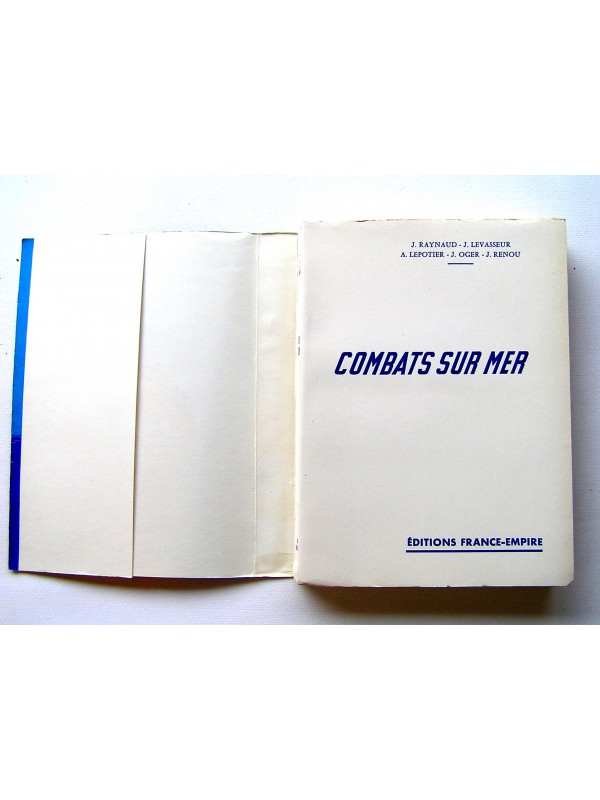 J. RAYNAUD - J. LEVASSEUR
A. LEPOTIER - J. OGER - J. RENOU
COMBATS SUR MER
ÉDITIONS FRANCE-EMPIRE